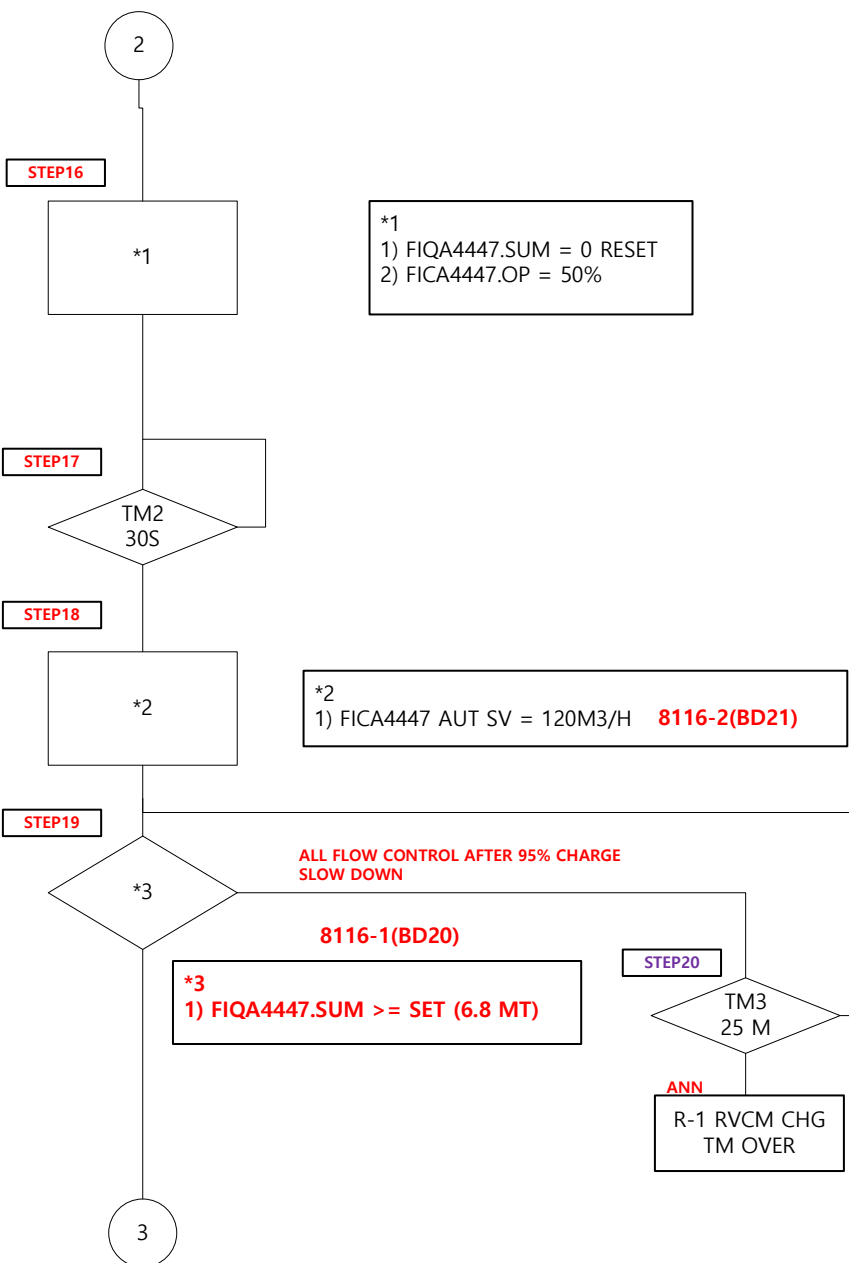 2
STEP16
*1
*1
1) FIQA4447.SUM = 0 RESET
2) FICA4447.OP = 50%
STEP17
TM2
30S
STEP18
*2
*2
1) FICA4447 AUT SV = 120M3/H 8116-2(BD21)
STEP19
*3
ALL FLOW CONTROL AFTER 95% CHARGE
SLOW DOWN
8116-1(BD20)
*3
1) FIQA4447.SUM >= SET (6.8 MT)
STEP20
TM3
25 M
ANN
R-1 RVCM CHG
TM OVER
3